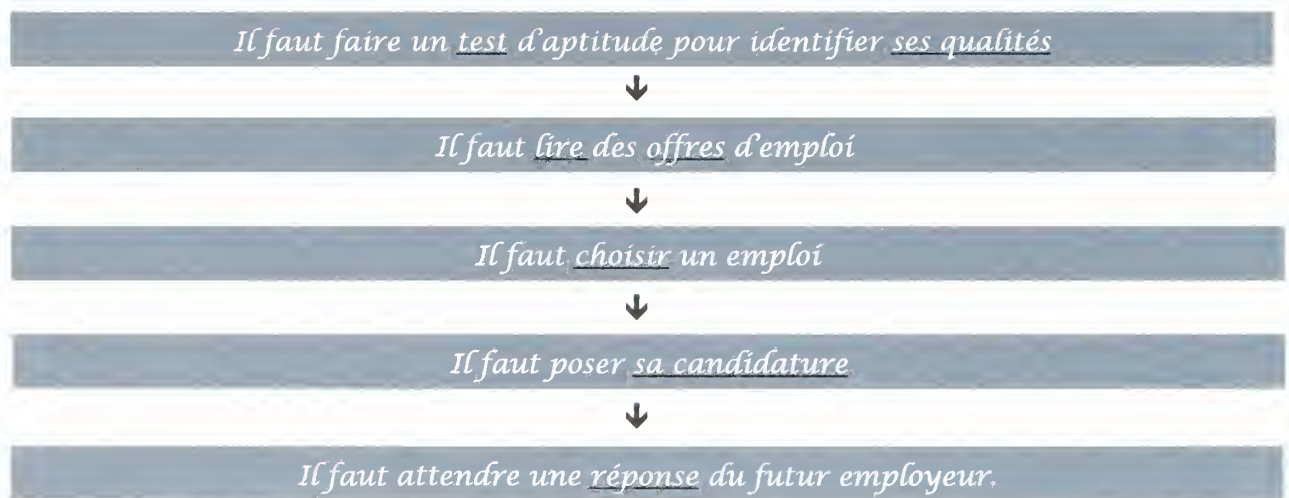 Il faut faire un test d'aptitude pour identifier ses qualités
Il faut lire des offres d'emploi
Il faut choisir un emploi
Il faut poser sa candidature
Il faut attendre une réponse du futur employeur.